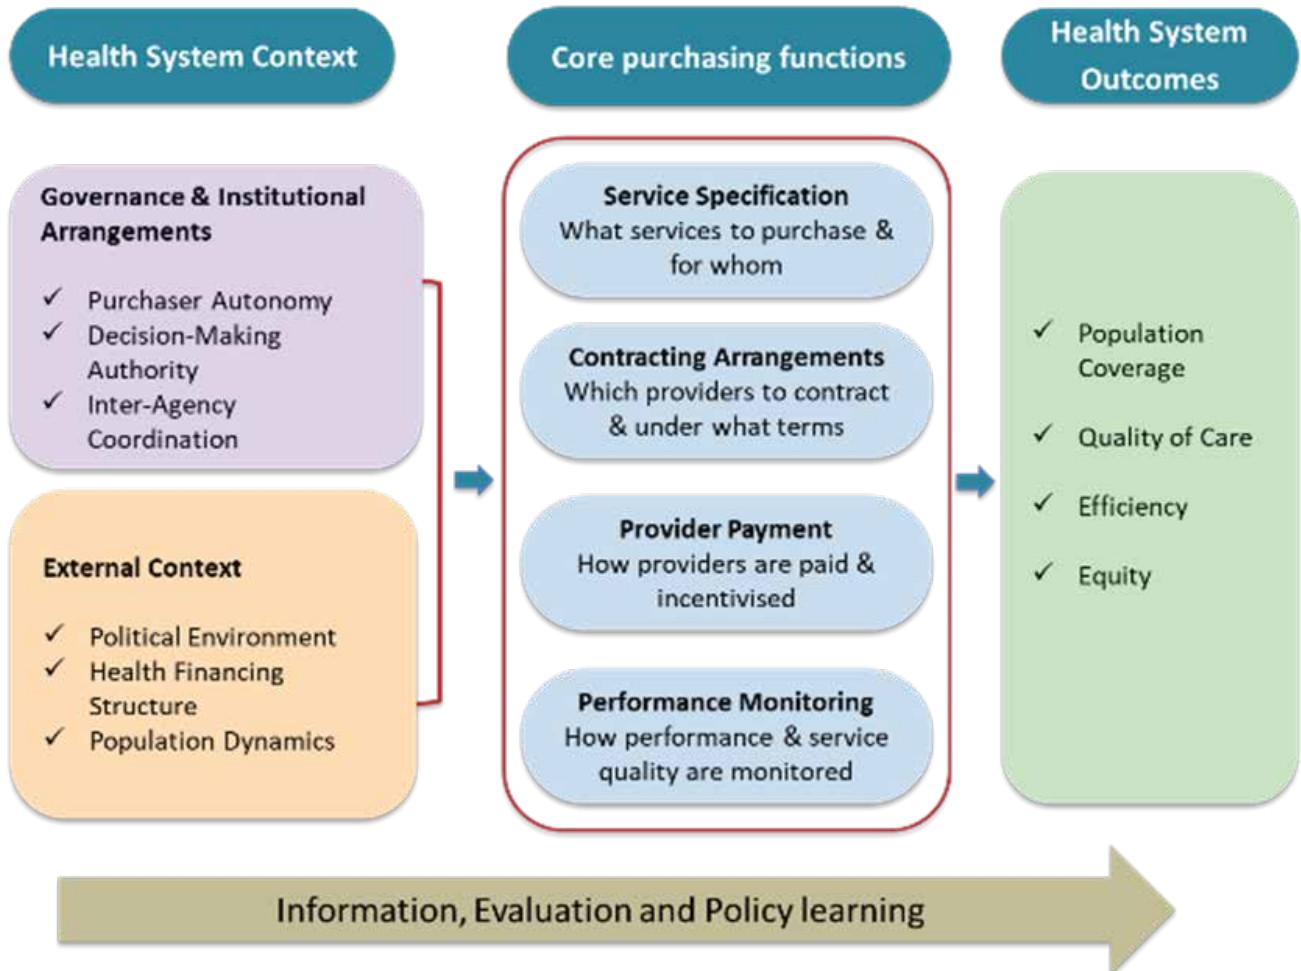 Health System Context
Core purchasing functions
Health System
Outcomes
Governance & Institutional
Arrangements
✓ Purchaser Autonomy
✓ Decision-Making
Authority
✓ Inter-Agency
Coordination
External Context
✓ Political Environment
✓ Health Financing
Structure
✓ Population Dynamics
Service Specification
What services to purchase &
for whom
Contracting Arrangements
Which providers to contract
& under what terms
Provider Payment
How providers are paid &
incentivised
Performance Monitoring
How performance & service
quality are monitored
✓ Population
Coverage
✓ Quality of Care
✓ Efficiency
✓ Equity
Information, Evaluation and Policy learning